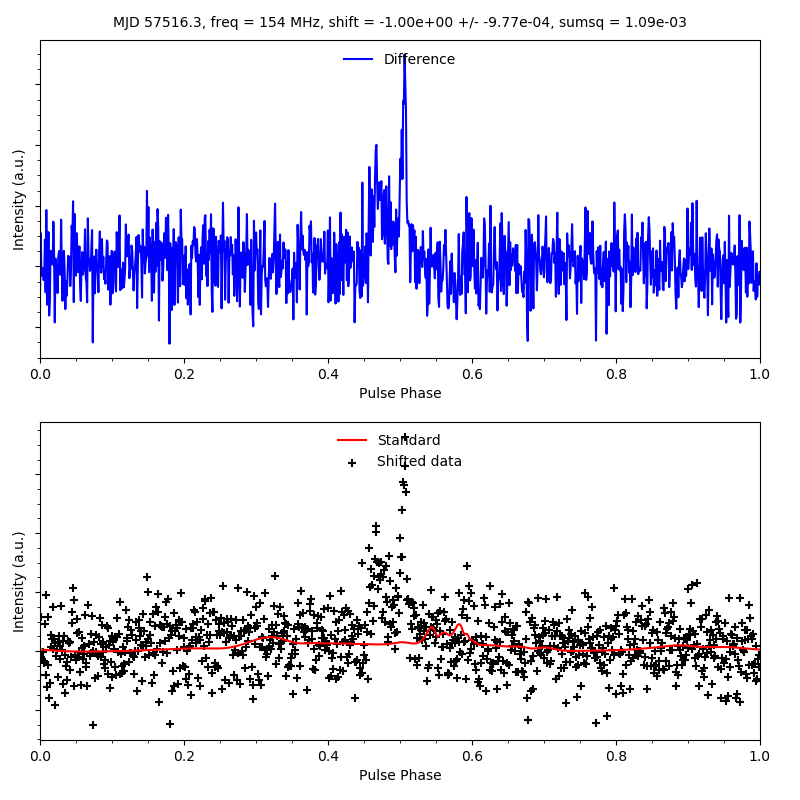 MJD 57516.3, freq = 154 MHz, shift = -1.00e+00 +/- -9.77e-04, sumsq = 1.09e-03
Difference
Intensity (a.u.)
0.0 0.2 0.4 0.6 0.8 1.0
Pulse Phase
Standard
Shifted data
Intensity (a.u.)
0.0 0.2 0.4 0.6 0.8 1.0
Pulse Phase